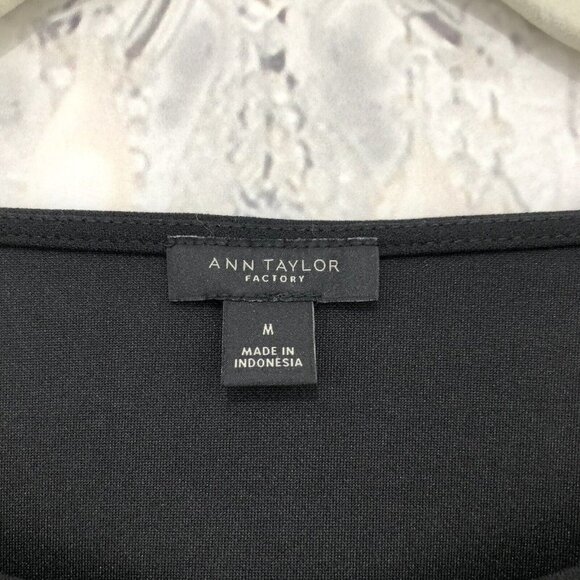 ANN TAYLOR
FACTORY
M
MADE IN
INDONESIA